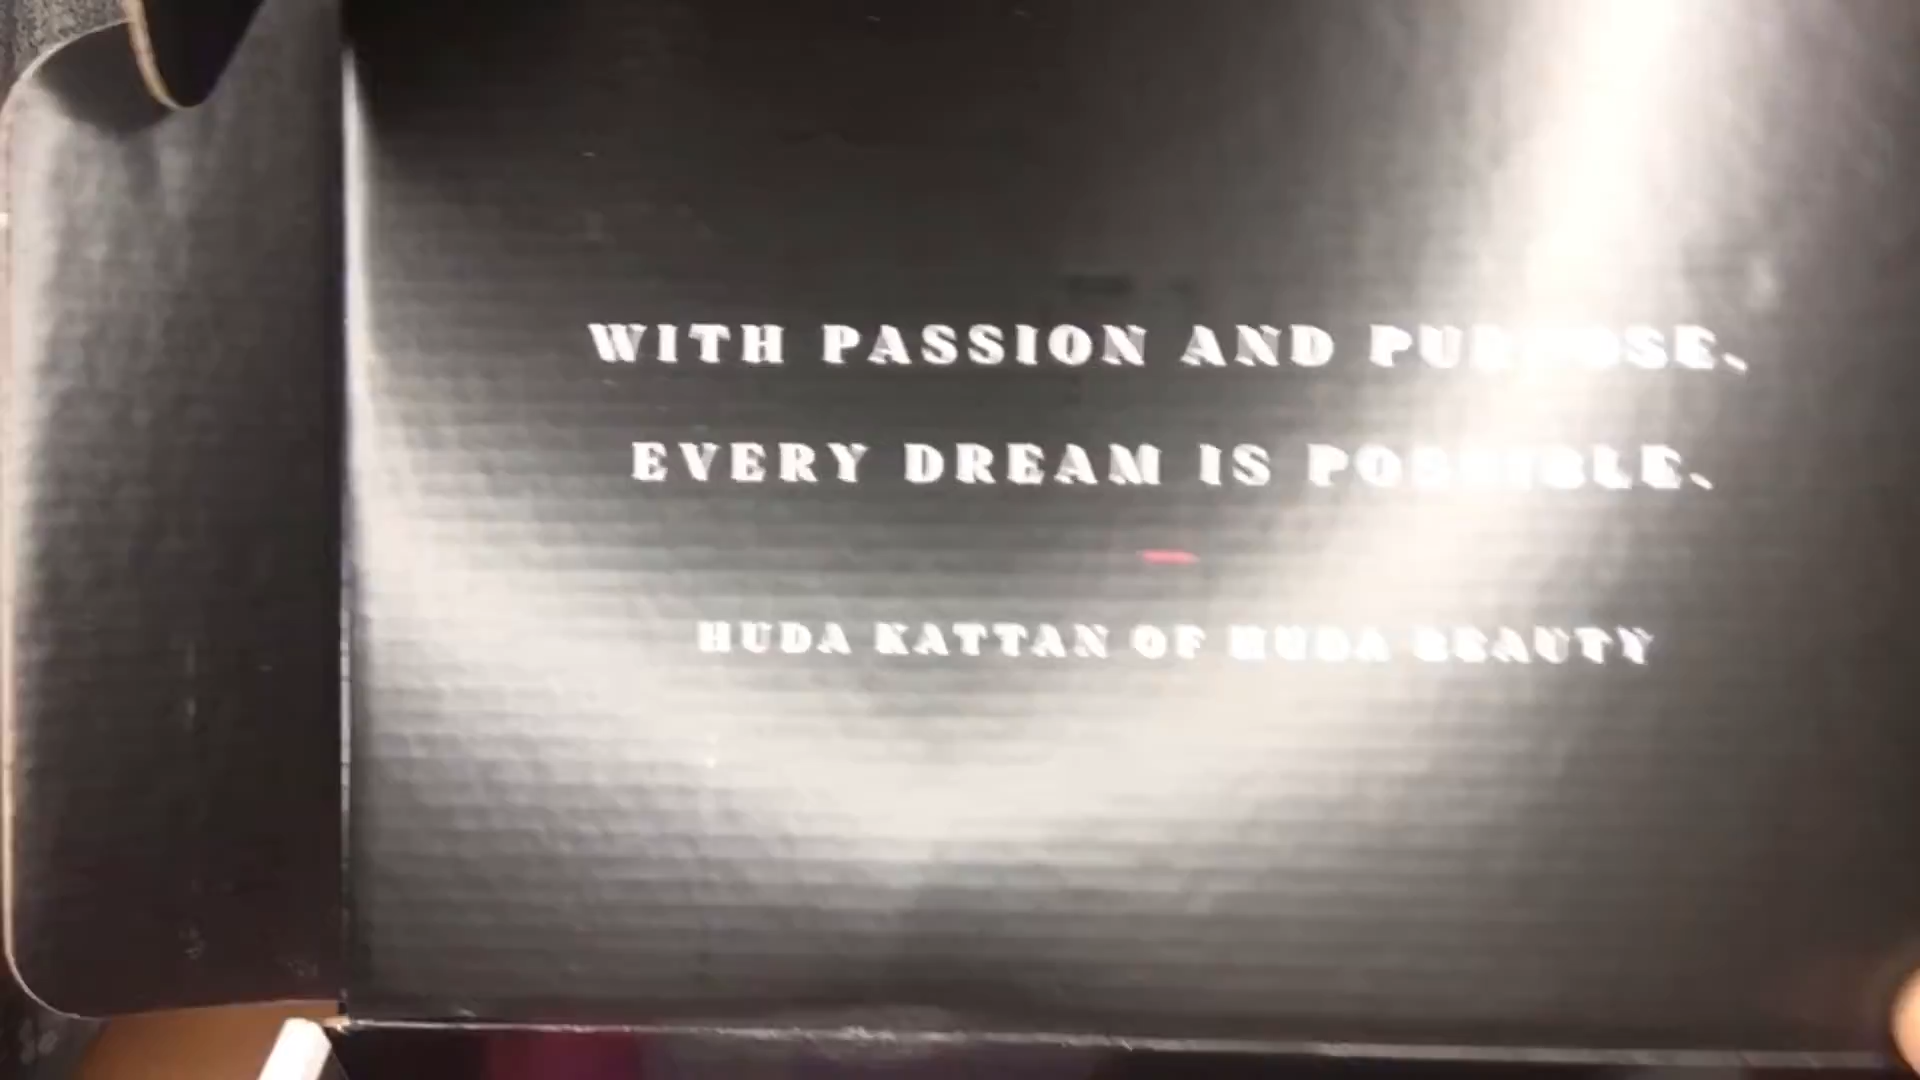 WITH PASSION AND PURPOSE,
EVERY DREAM IS POSSIBLE.
HUDA KATTAN OF HUDA BEAUTY